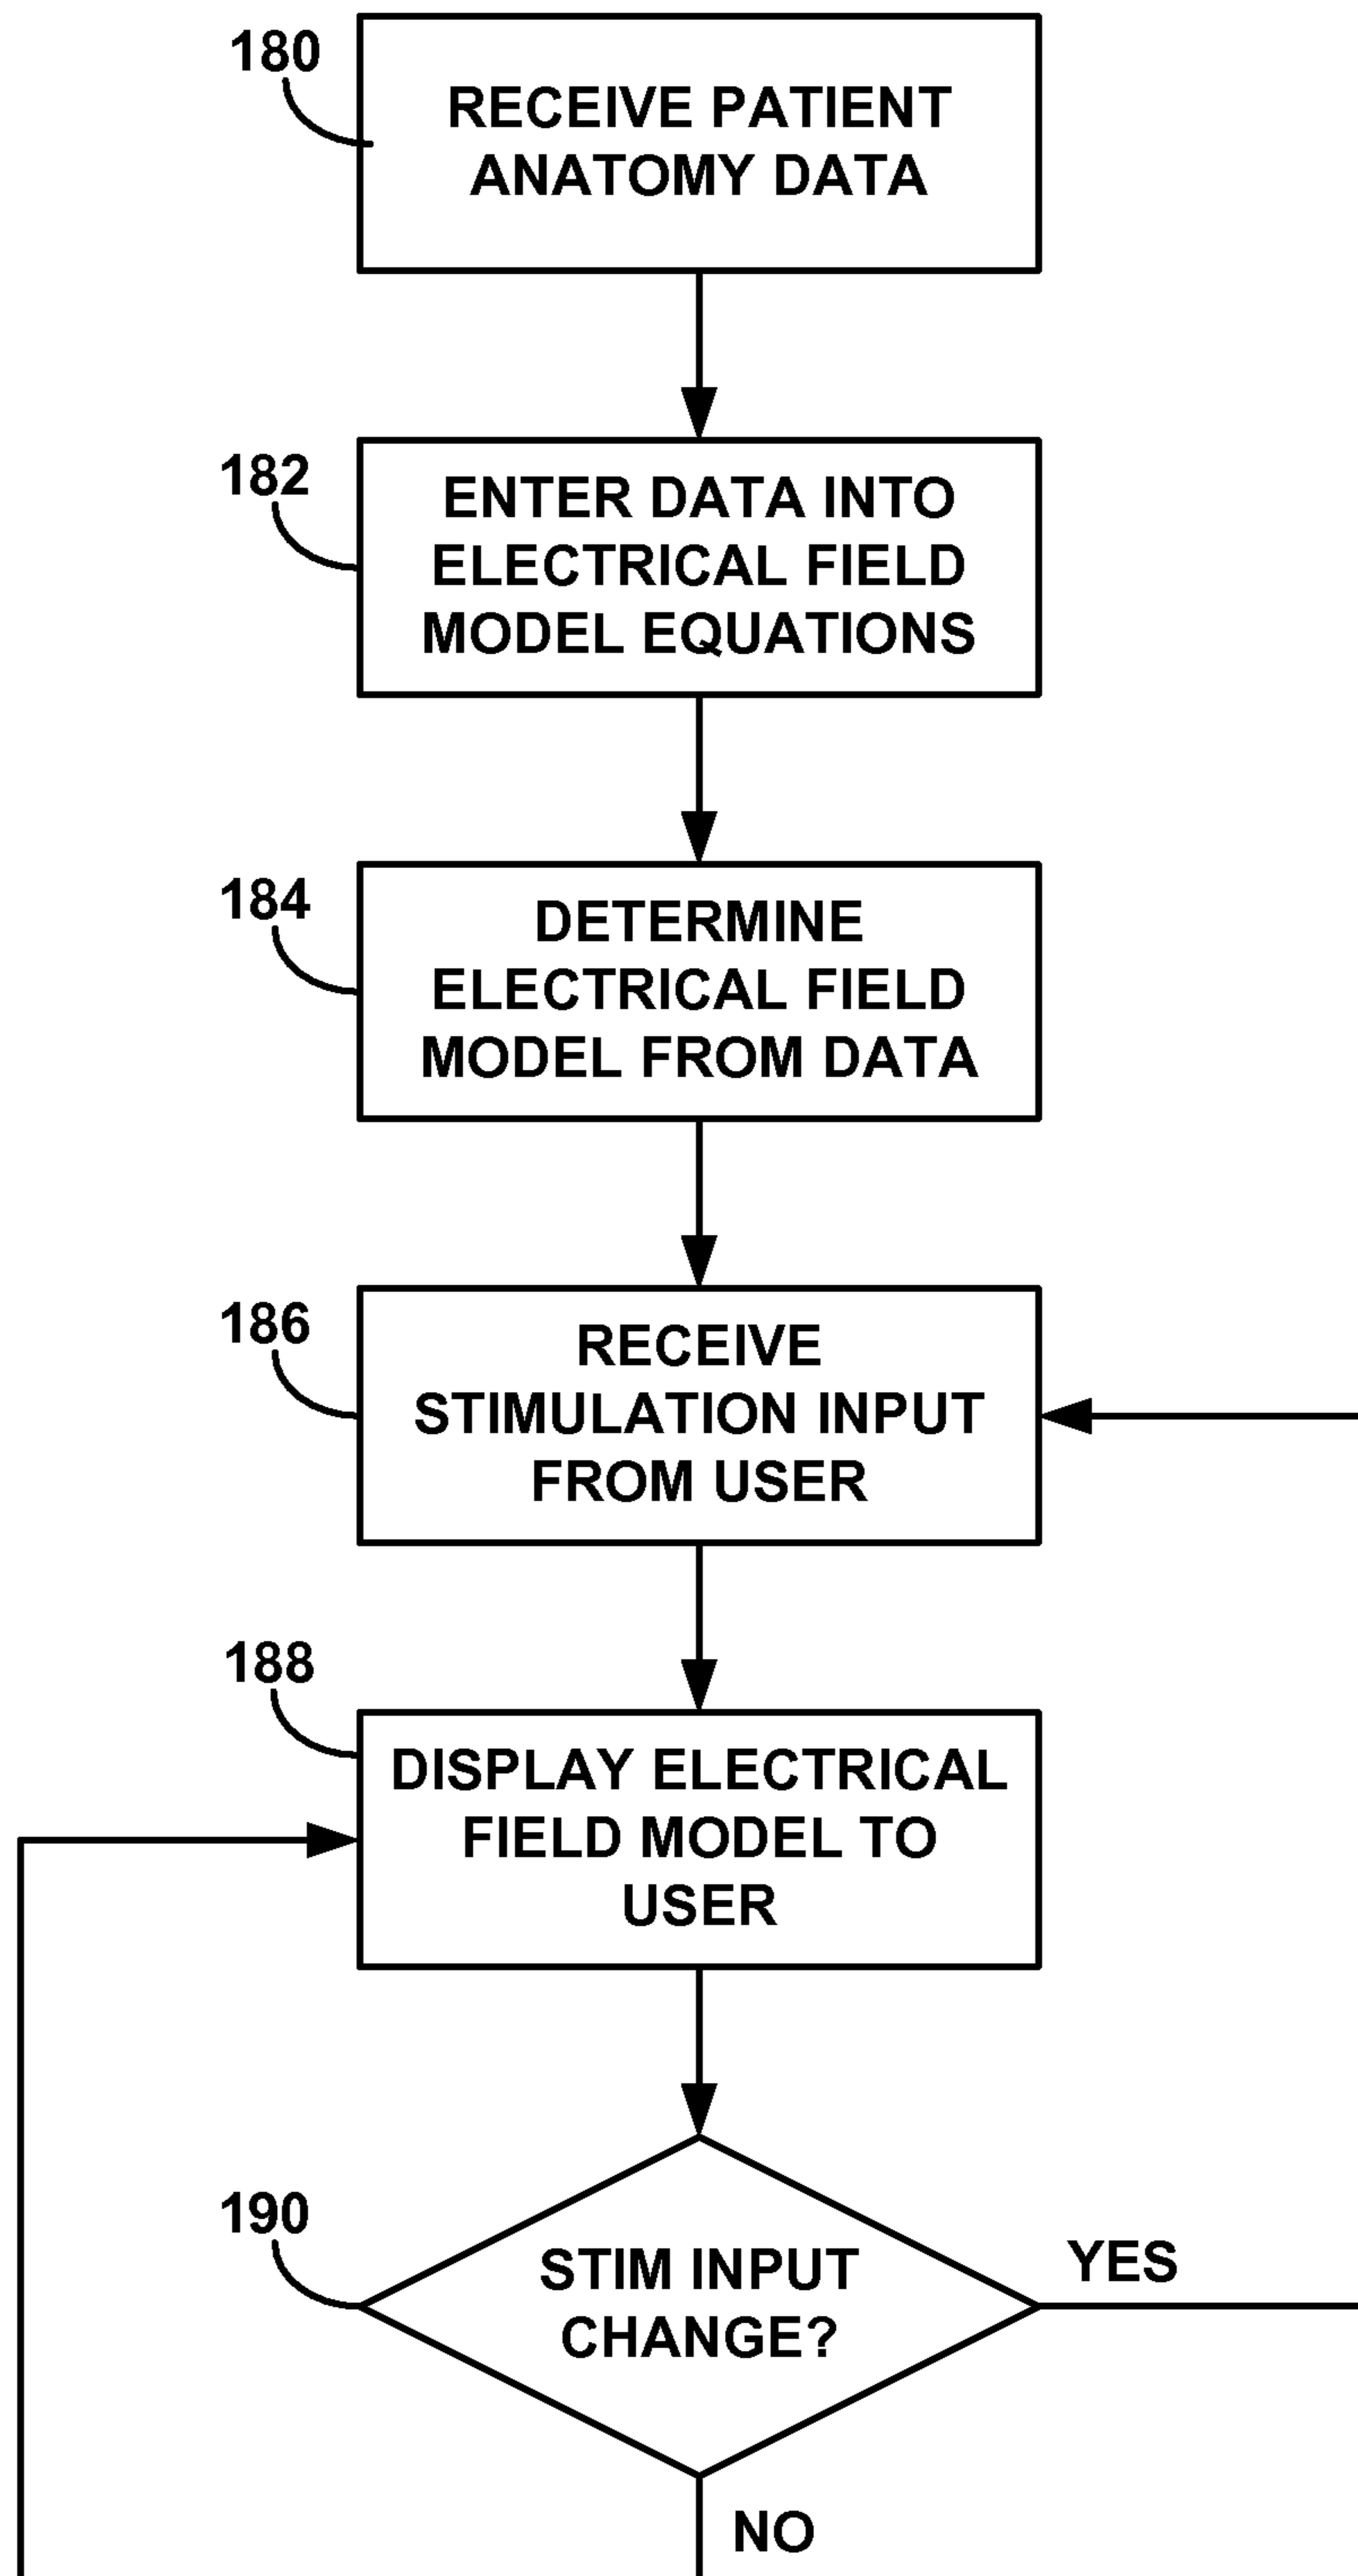 180
RECEIVE PATIENT
ANATOMY DATA
182
ENTER DATA INTO
ELECTRICAL FIELD
MODEL EQUATIONS
184
DETERMINE
ELECTRICAL FIELD
MODEL FROM DATA
186
RECEIVE
STIMULATION INPUT
FROM USER
188
DISPLAY ELECTRICAL
FIELD MODEL TO
USER
190
STIM INPUT
CHANGE?
YES
NO